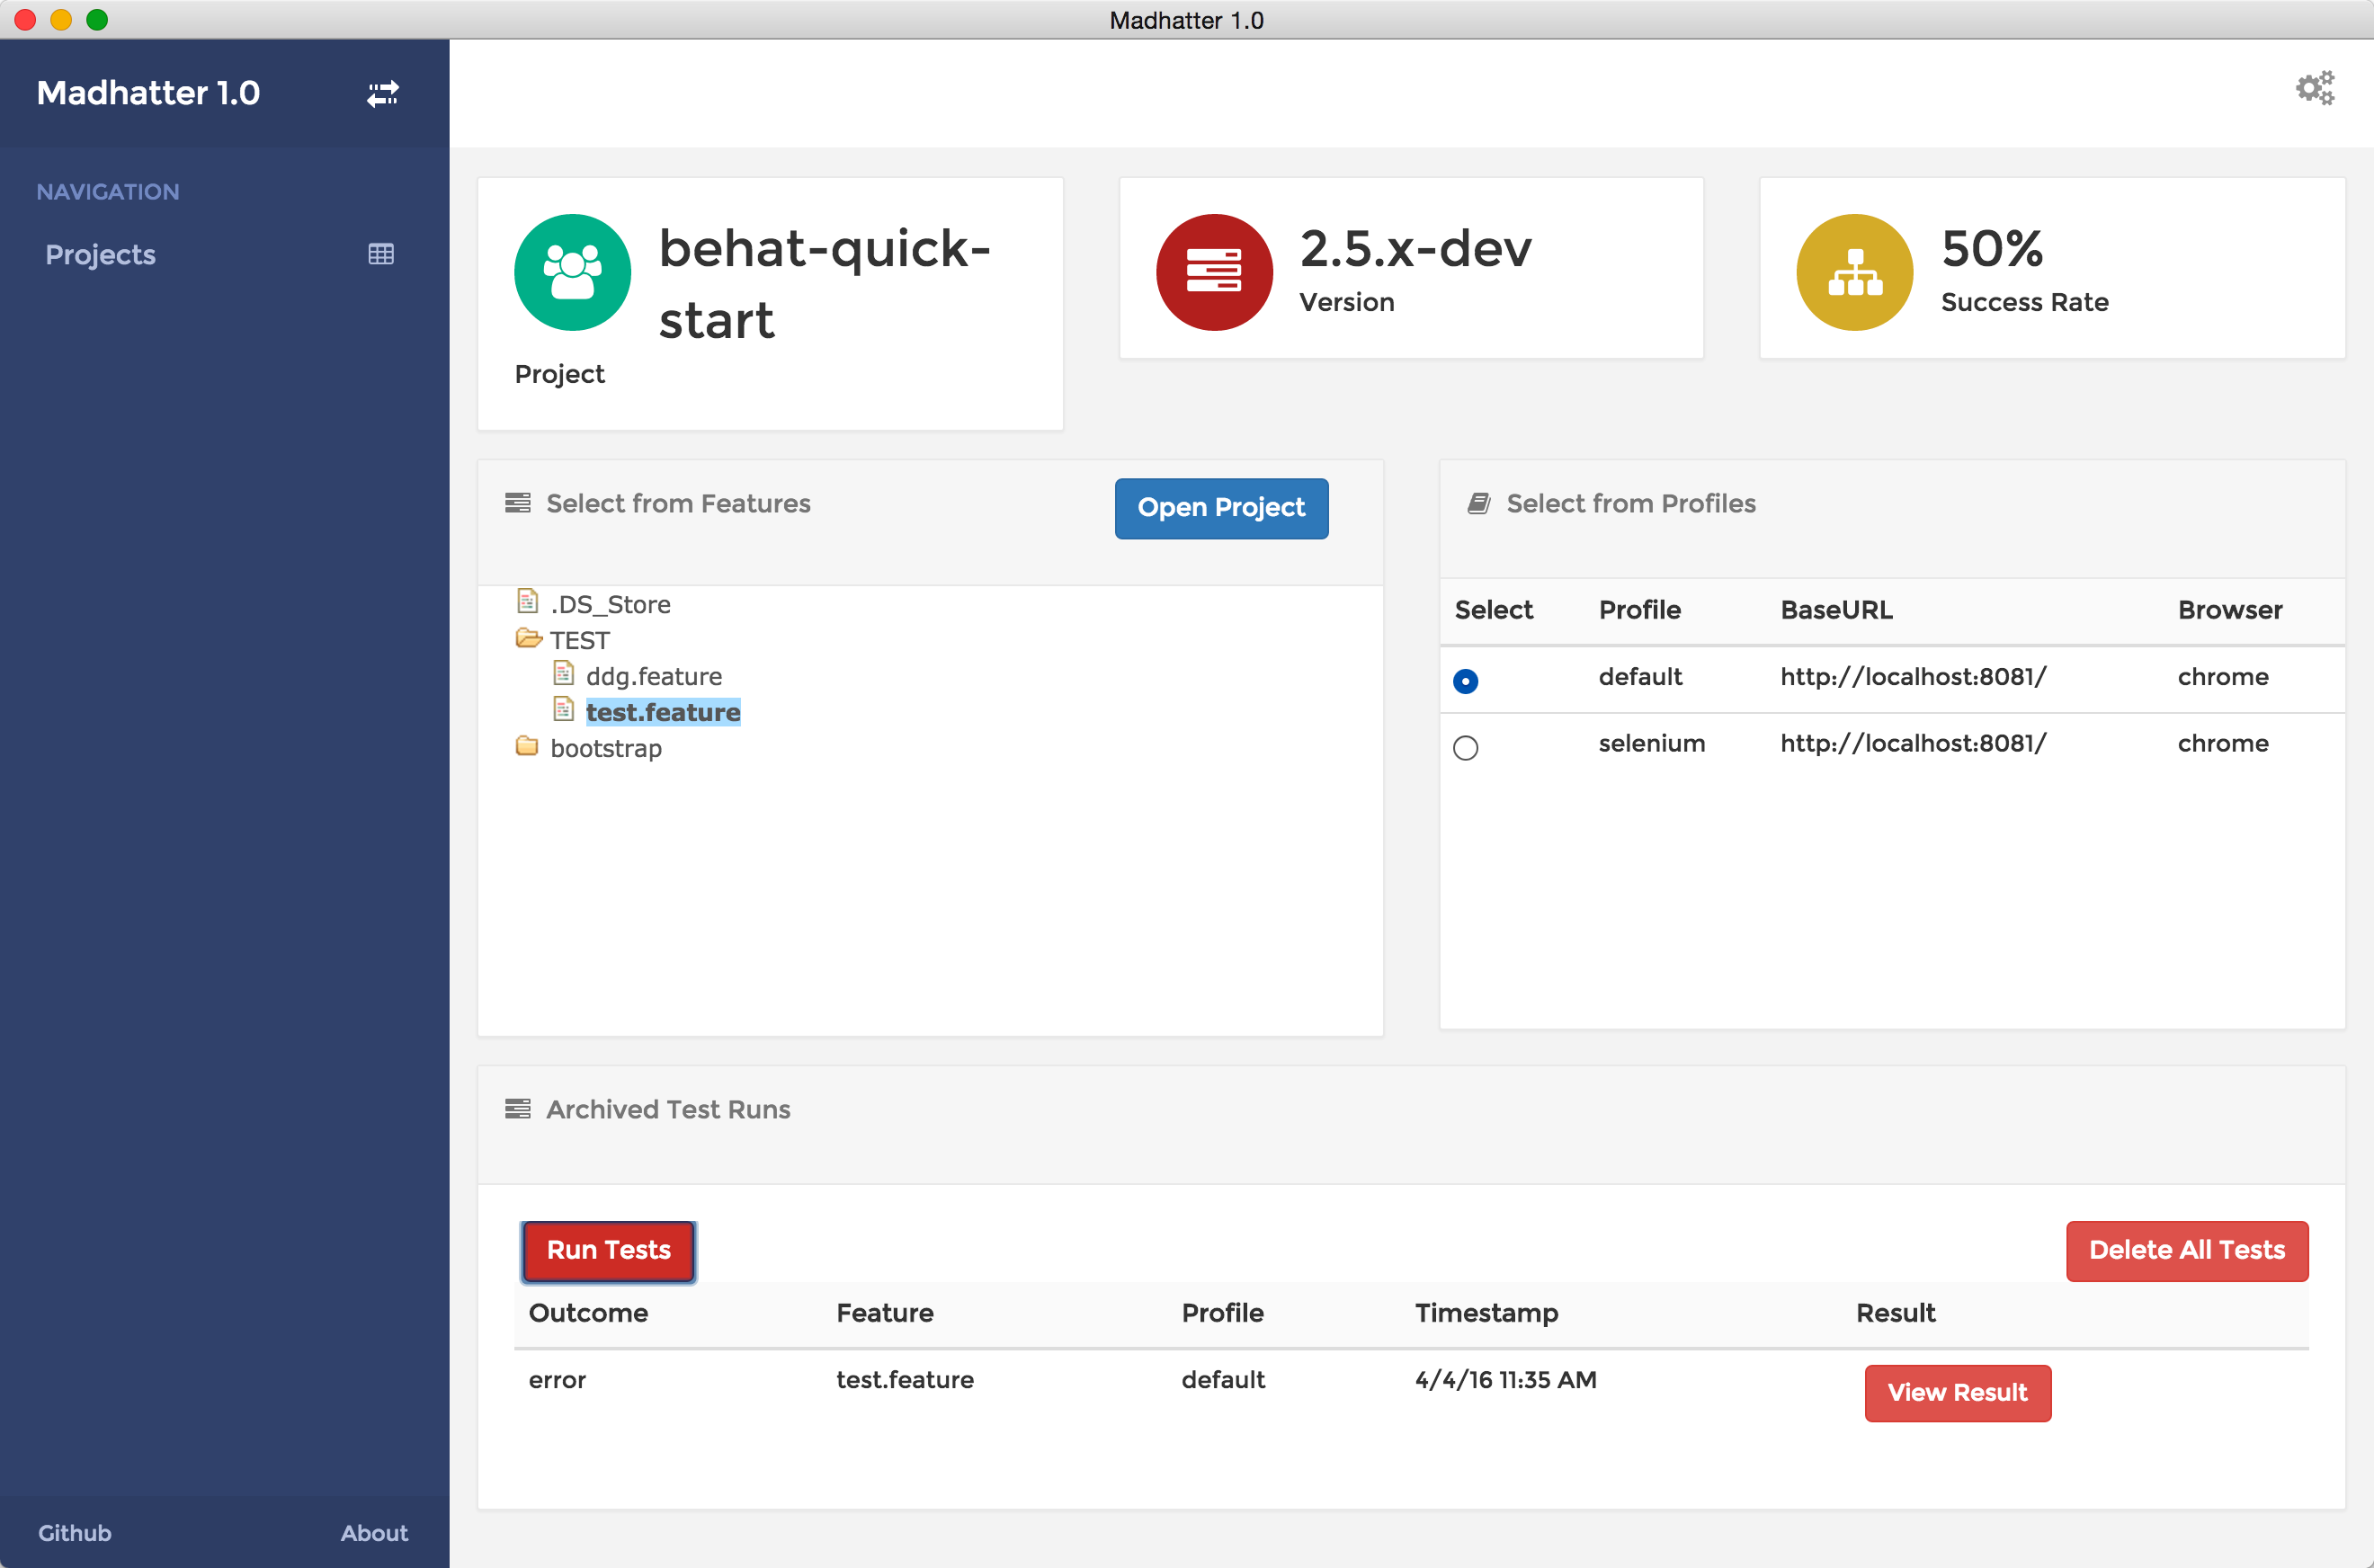 Madhatter 1.0
Madhatter 1.0
NAVIGATION
Projects
behat-quick-
start
Project
2.5.x-dev
Version
50%
Success Rate
Select from Features
Open Project
.DS_Store
TEST
ddg.feature
test.feature
bootstrap
Select from Profiles
Select Profile BaseURL Browser
default http://localhost:8081/ chrome
selenium http://localhost:8081/ chrome
Archived Test Runs
Run Tests
Delete All Tests
Outcome Feature Profile Timestamp Result
error test.feature default 4/4/16 11:35 AM View Result
Github
About